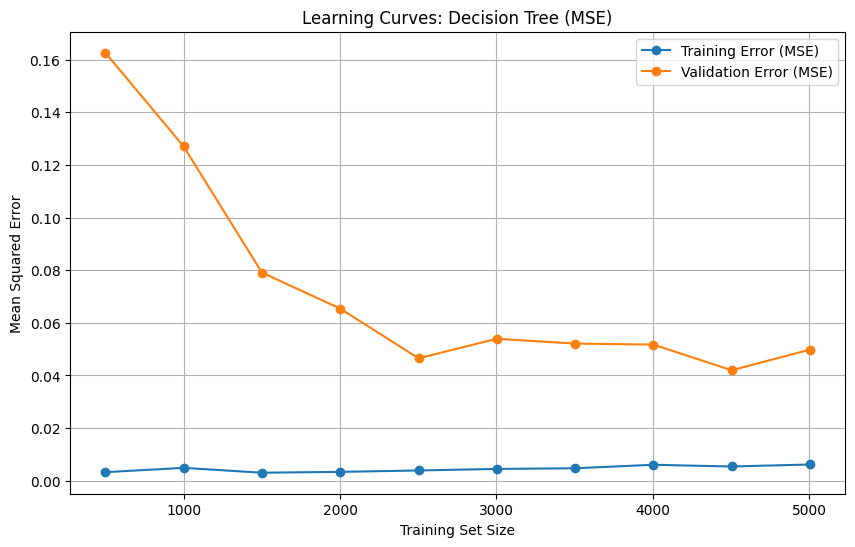 Learning Curves: Decision Tree (MSE)
Training Error (MSE)
Validation Error (MSE)
Mean Squared Error
0.16
0.14
0.12
0.10
0.08
0.06
0.04
0.02
0.00
1000 2000 3000 4000 5000
Training Set Size